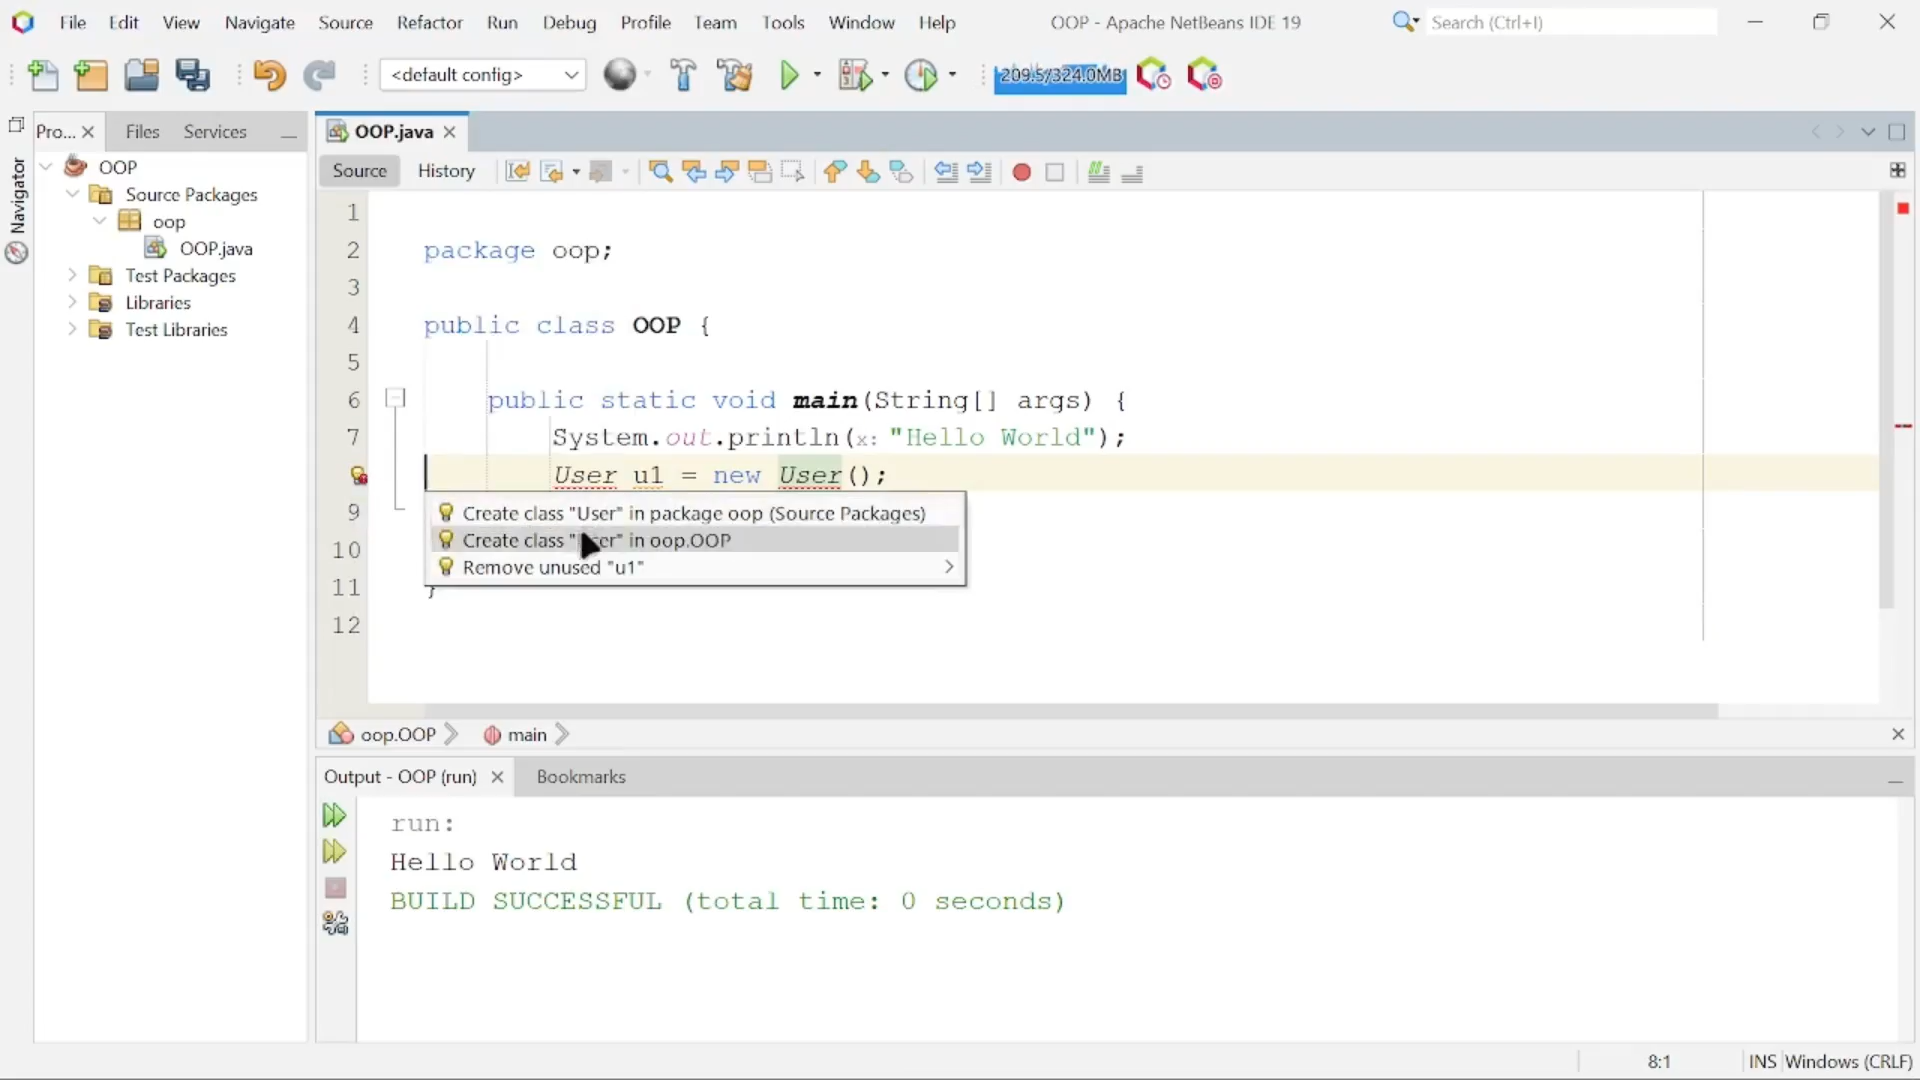 File Edit View Navigate Source Refactor Run Debug Profile Team Tools Window Help OOP - Apache NetBeans IDE 19 Search (Ctrl+I)
<default config> 209.5/324.0MB
Pro... Files Services
OOP.java
Navigator
OOP
Source Packages
oop
OOP.java
Test Packages
Libraries
Test Libraries
Source History
1
2 package oop;
3
4 public class OOP {
5
6 public static void main(String[] args) {
7 System.out.println(x: "Hello World");
User u1 = new User();
9
10
11 }
12
Create class "User" in package oop (Source Packages)
Create class "User" in oop.OOP
Remove unused "u1"
oop.OOP main
Output - OOP (run) Bookmarks
run:
Hello World
BUILD SUCCESSFUL (total time: 0 seconds)
8:1 INS Windows (CRLF)